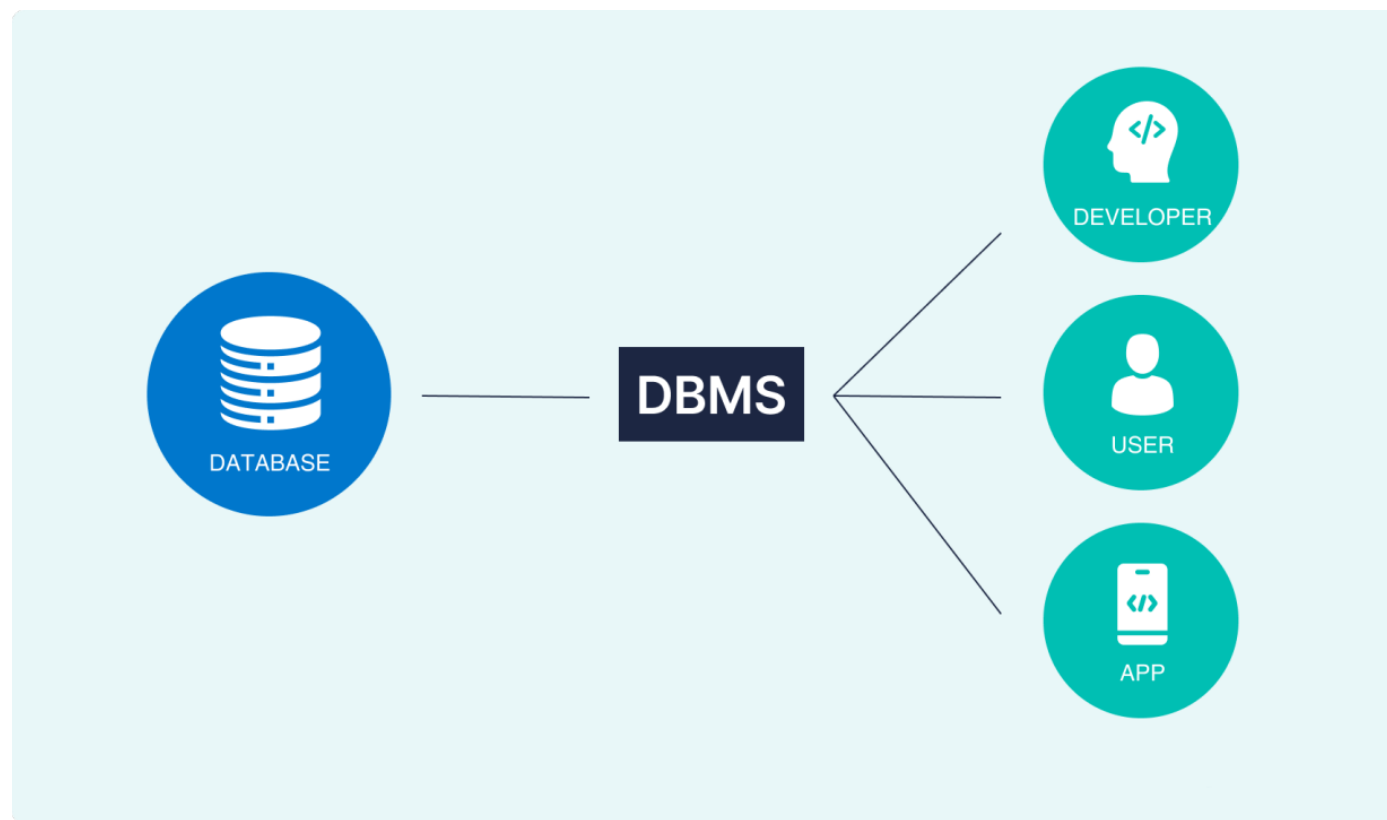 DATABASE
DBMS
DEVELOPER
</>
USER
APP
</>